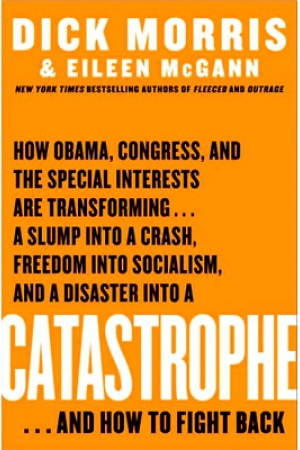 DICK MORRIS
& EILEEN McGANN
NEW YORK TIMES BESTSELLING AUTHORS OF FLEECED AND OUTRAGE
HOW OBAMA, CONGRESS, AND
THE SPECIAL INTERESTS
ARE TRANSFORMING...
A SLUMP INTO A CRASH,
FREEDOM INTO SOCIALISM,
AND A DISASTER INTO A
CATASTROPHE
...AND HOW TO FIGHT BACK